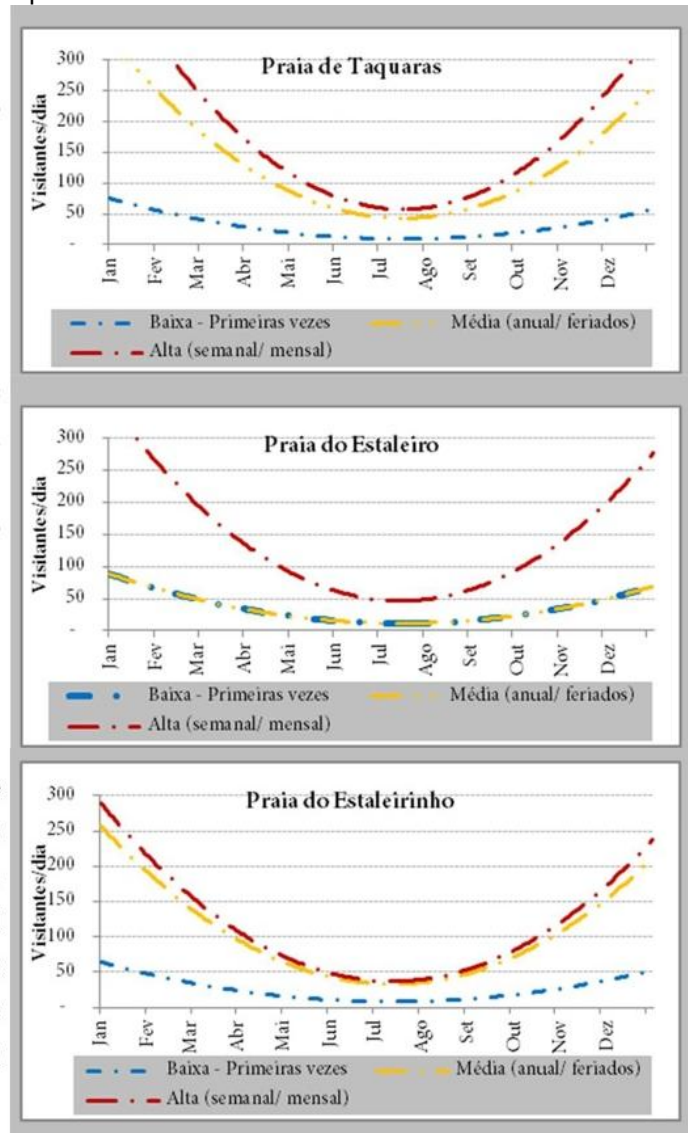 Praia de Taquaras
Visitantes/dia
300
250
200
150
100
50
-
Jan Fev Mar Abr Mai Jun Jul Ago Set Out Nov Dez
Baixa - Primeiras vezes Média (anual/ feriados)
Alta (semanal/ mensal)
Praia do Estaleiro
Visitantes/dia
300
250
200
150
100
50
-
Jan Fev Mar Abr Mai Jun Jul Ago Set Out Nov Dez
Baixa - Primeiras vezes Média (anual/ feriados)
Alta (semanal/ mensal)
Praia do Estaleirinho
Visitantes/dia
300
250
200
150
100
50
-
Jan Fev Mar Abr Mai Jun Jul Ago Set Out Nov Dez
Baixa - Primeiras vezes Média (anual/ feriados)
Alta (semanal/ mensal)